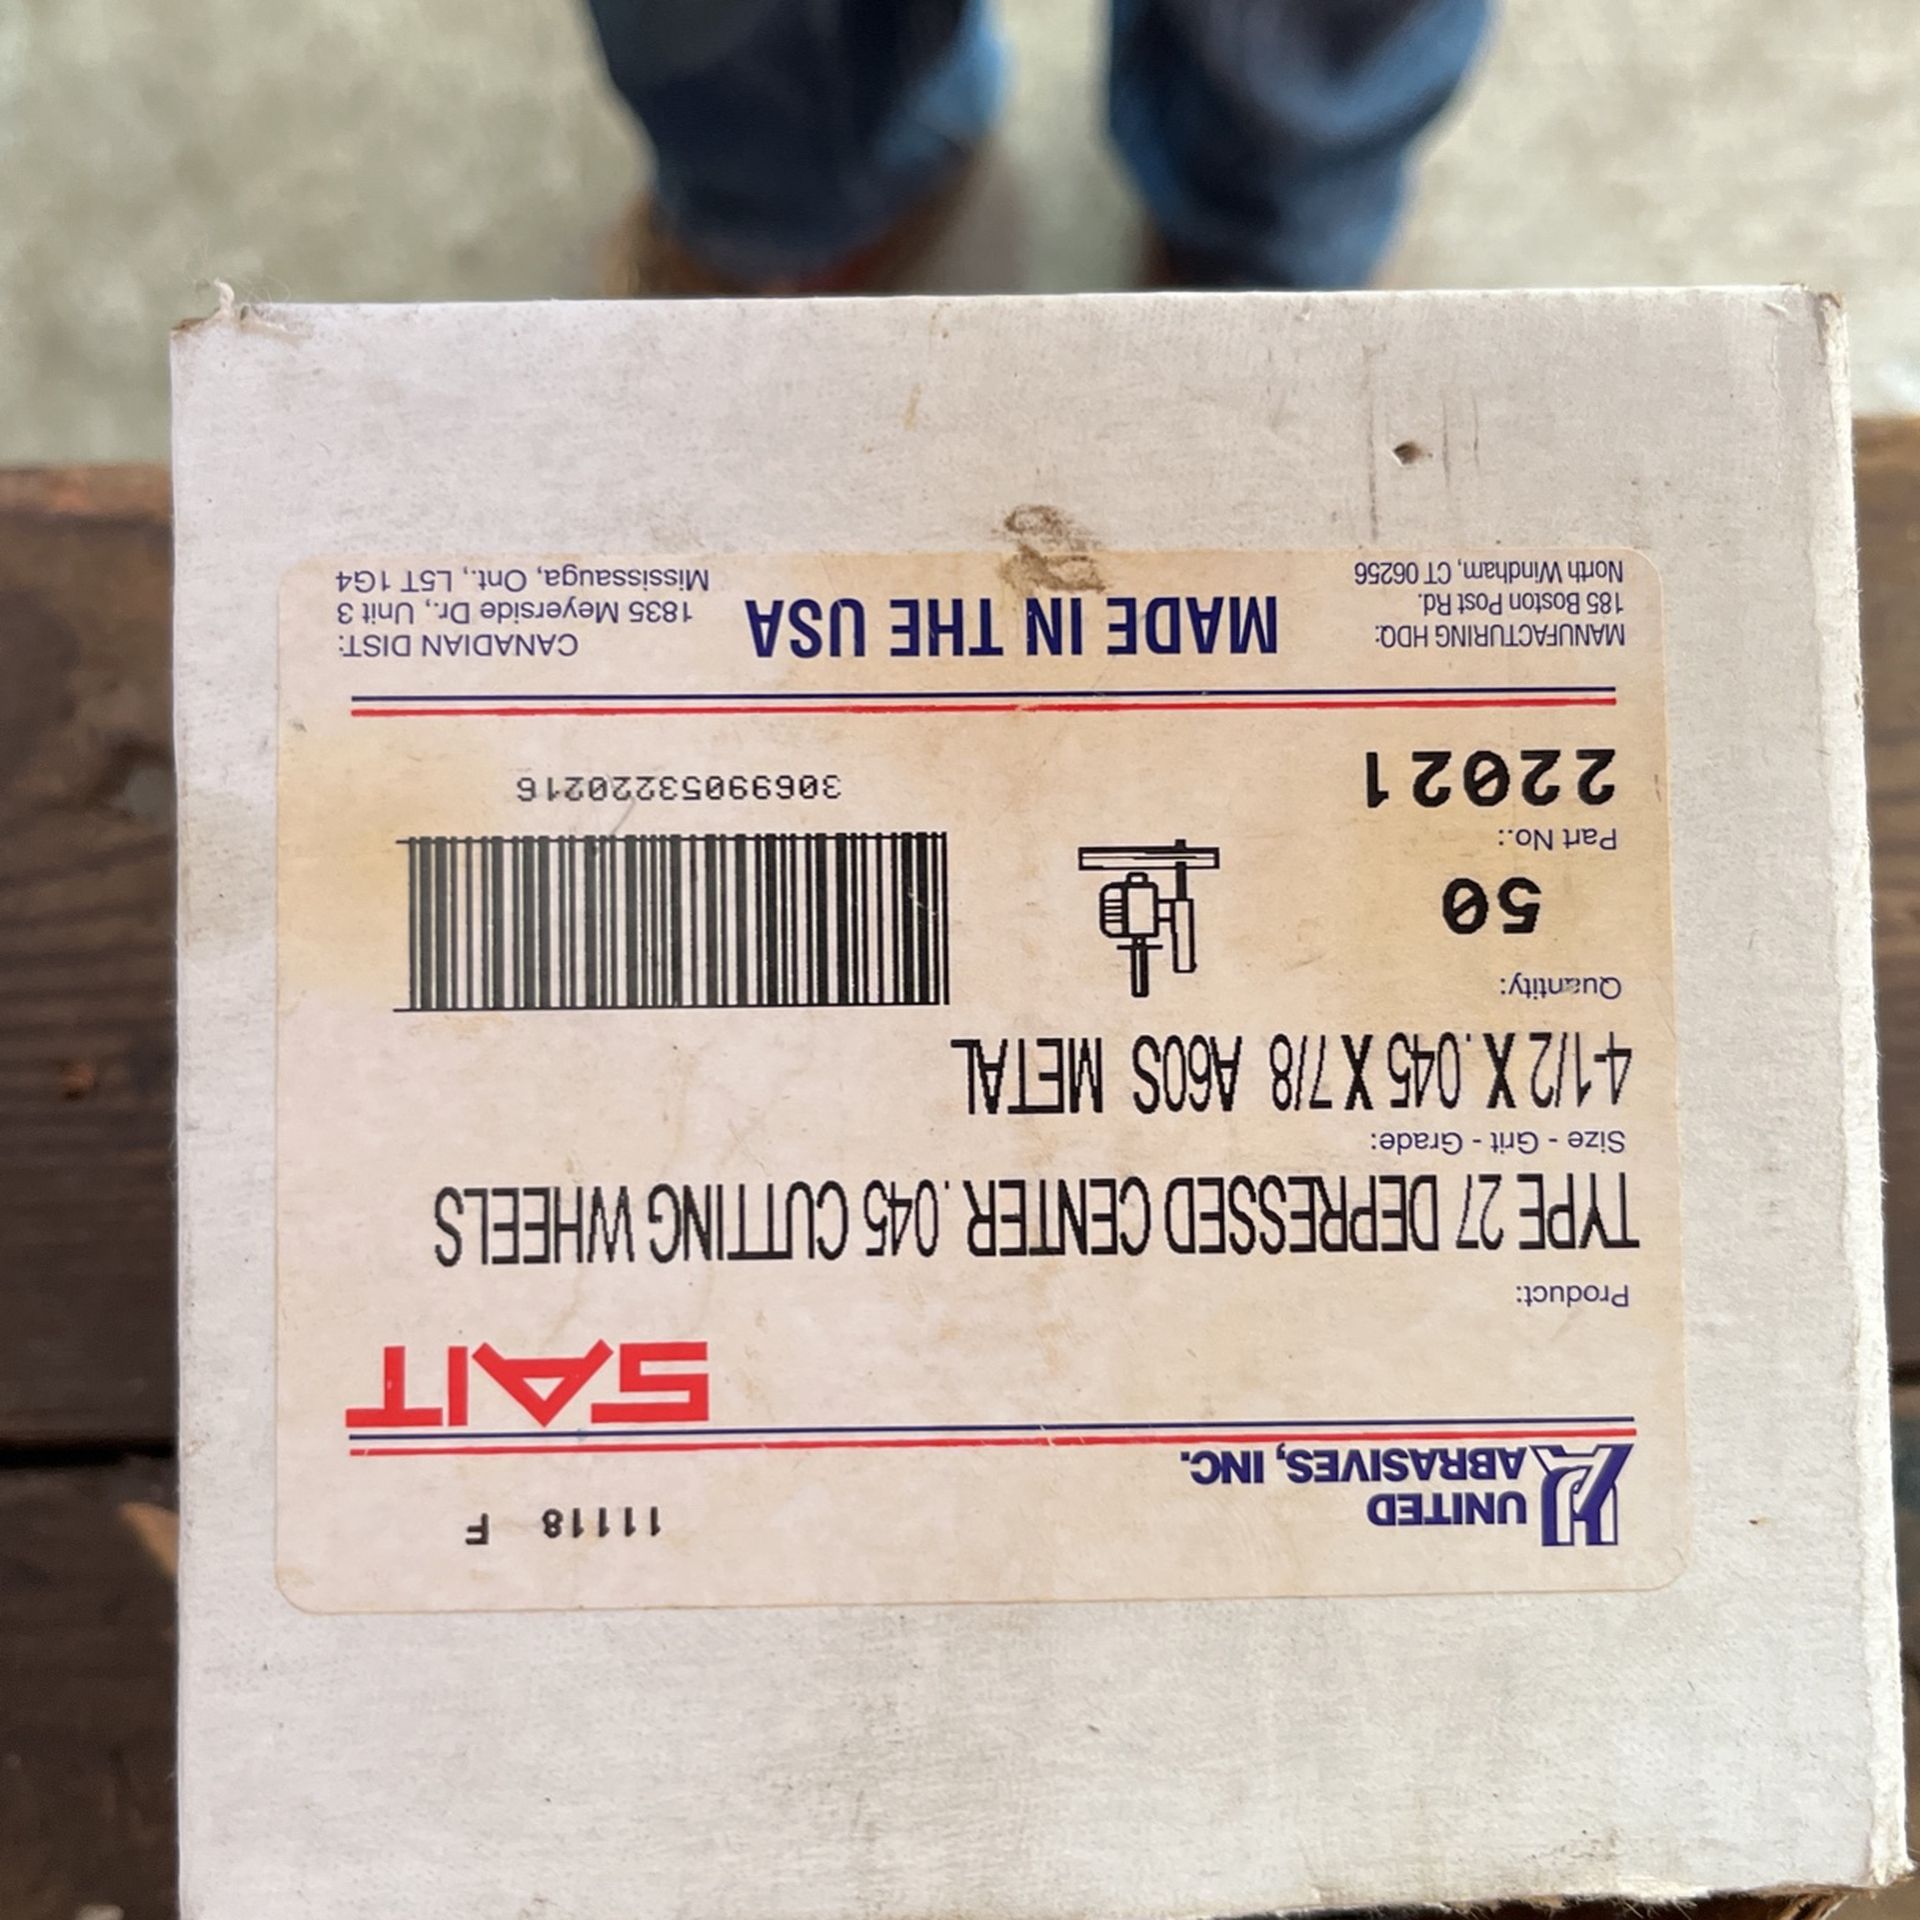 11118 F
UNITED
ABRASIVES, INC.
SAIT
Product:
TYPE 27 DEPRESSED CENTER .045 CUTTING WHEELS
Size - Grit - Grade:
4-1/2 X .045 X 7/8 A60S METAL
Quantity:
50
Part No.:
22021
30699053220216
MANUFACTURING HDQ:
185 Boston Post Rd.
North Windham, CT 06256
MADE IN THE USA
CANADIAN DIST:
1835 Meyerside Dr., Unit 3
Mississauga, Ont., L5T 1G4